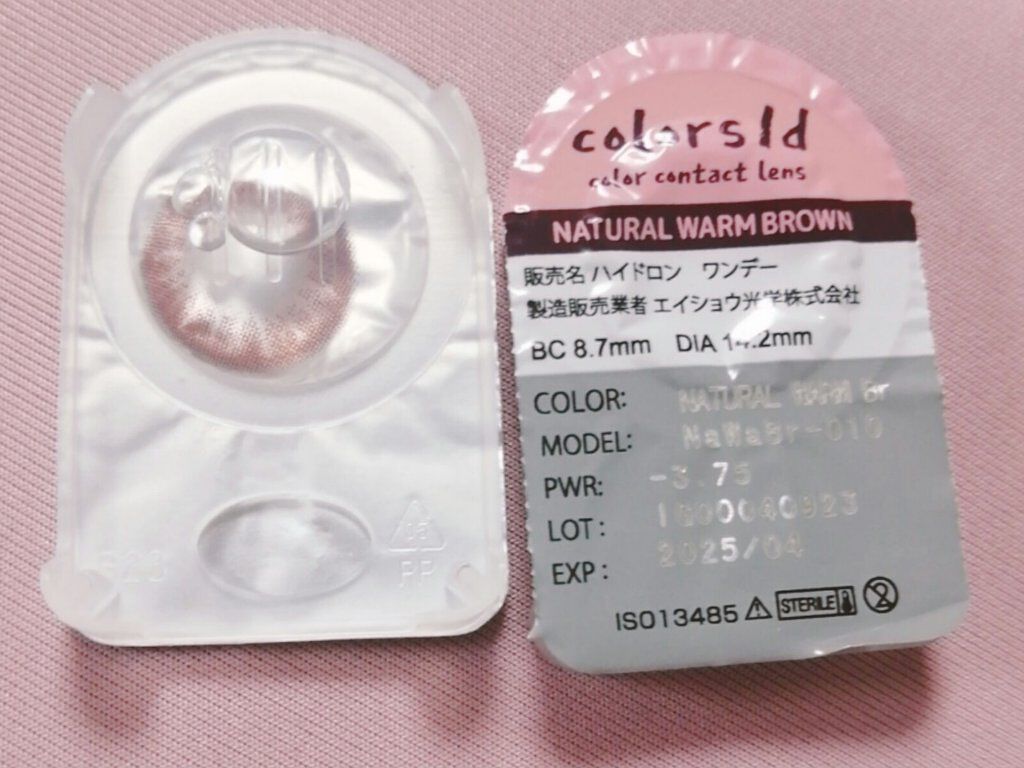 colors1d
color contact lens
NATURAL WARM BROWN
販売名 ハイドロン ワンデー
製造販売業者 エイショウ光学株式会社
BC 8.7mm DIA 14.2mm
COLOR: NATURAL WARM Br
MODEL: NaWaBr-010
PWR: -3.75
LOT: 1G00040923
EXP: 2025/04
ISO13485 STERILE
PP